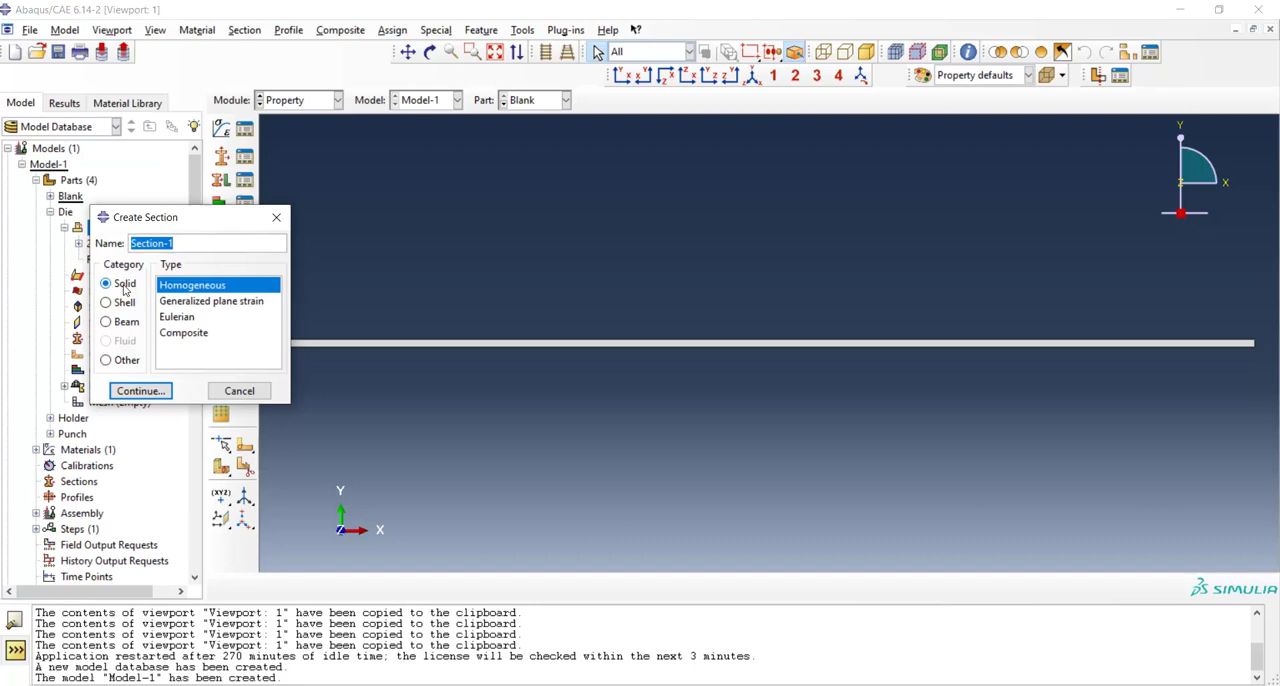 Abaqus/CAE 6.14-2 [Viewport: 1]
File Model Viewport View Material Section Profile Composite Assign Special Feature Tools Plug-ins Help
All
1 2 3 4 Property defaults
Model Results Material Library Module: Property Model: Model-1 Part: Blank
Model Database
Models (1)
Model-1
Parts (4)
Blank
Die
Create Section
Name: Section-1
Category Type
Solid Homogeneous
Shell Generalized plane strain
Beam Eulerian
Fluid Composite
Other
Continue... Cancel
Mesh (Empty)
Holder
Punch
Materials (1)
Calibrations
Sections
Profiles
Assembly
Steps (1)
Field Output Requests
History Output Requests
Time Points
Y
X
Z
Y
X
Z
(XYZ)
SIMULIA
The contents of viewport "Viewport: 1" have been copied to the clipboard.
The contents of viewport "Viewport: 1" have been copied to the clipboard.
The contents of viewport "Viewport: 1" have been copied to the clipboard.
The contents of viewport "Viewport: 1" have been copied to the clipboard.
Application restarted after 270 minutes of idle time; the license will be checked within the next 3 minutes.
A new model database has been created.
The model "Model-1" has been created.